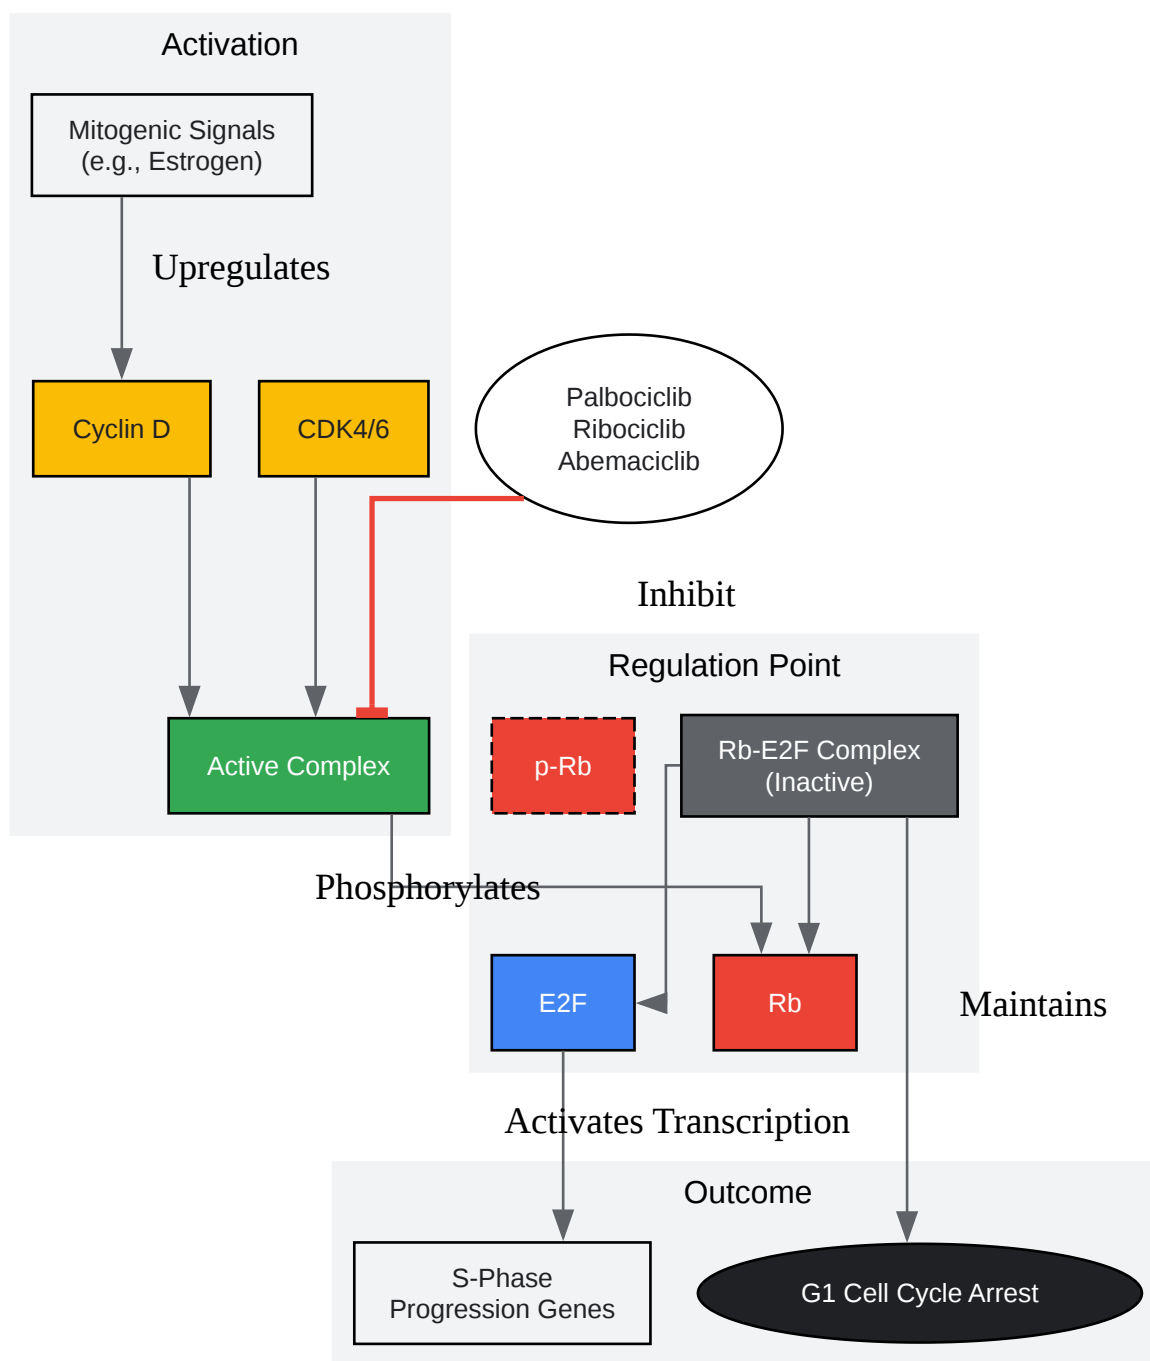 Activation
Mitogenic Signals
(e.g., Estrogen)
Upregulates
Cyclin D
CDK4/6
Palbociclib
Ribociclib
Abemaciclib
Inhibit
Regulation Point
Active Complex
p-Rb
Rb-E2F Complex
(Inactive)
Phosphorylates
E2F
Rb
Maintains
Activates Transcription
Outcome
S-Phase
Progression Genes
G1 Cell Cycle Arrest